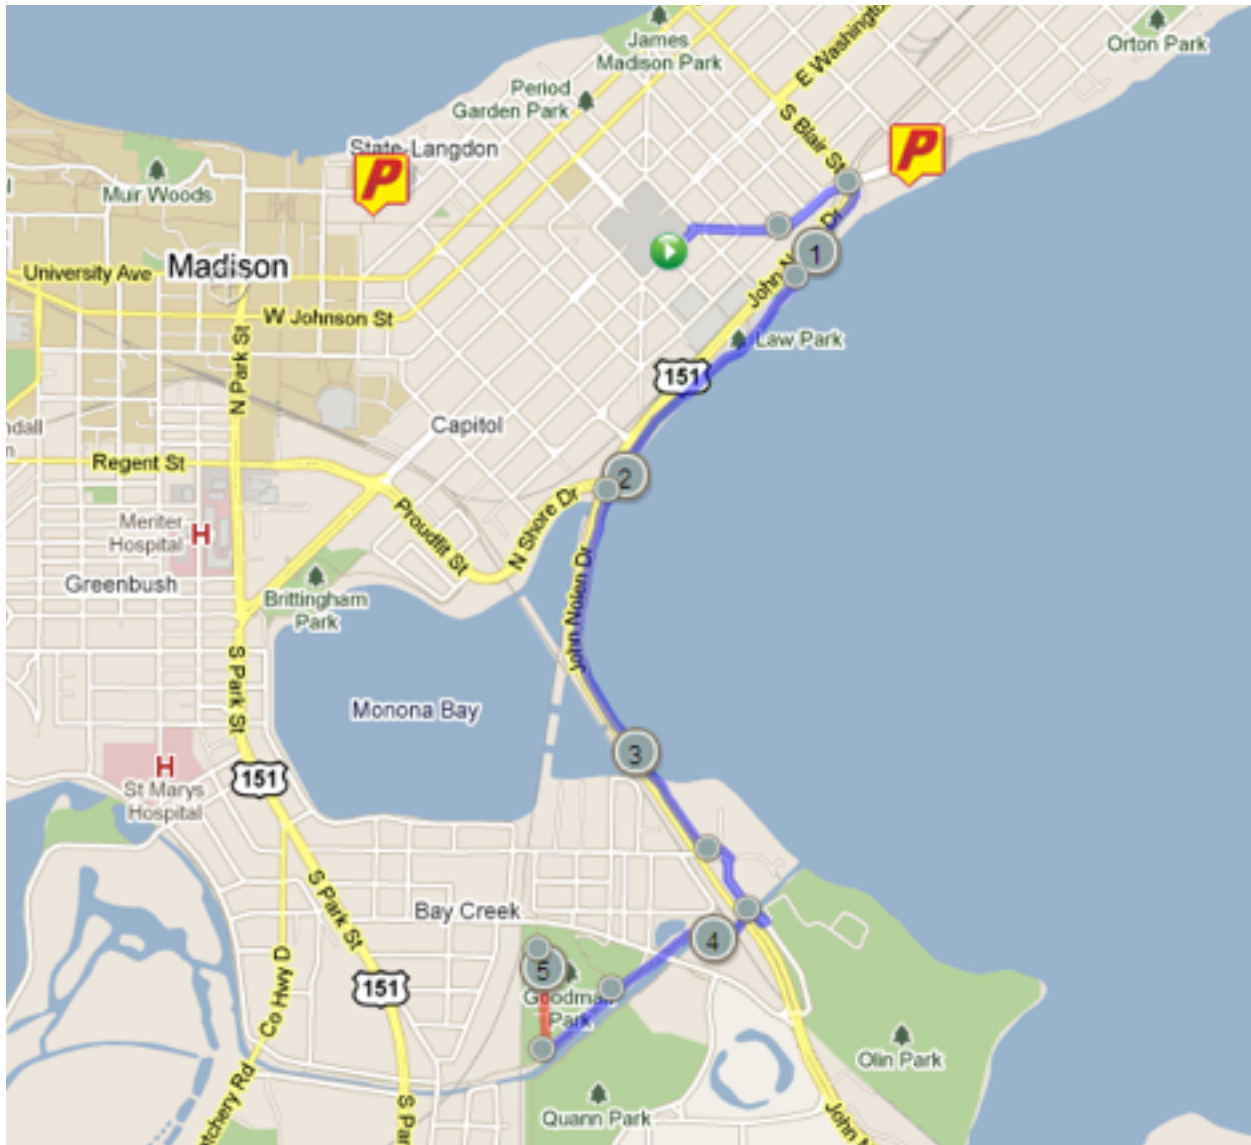 James
Madison Park
Orton Park
E Washington
Period
Garden Park
S Blair St
State-Langdon
P
P
Muir Woods
1
Dr
University Ave
Madison
John N
W Johnson St
Law Park
N Park St
151
Capitol
Regent St
2
Proudfit St
N Shore Dr
Meriter
Hospital
H
John Nolen Dr
Greenbush
Brittingham
Park
S Park St
Monona Bay
3
H
151
St Marys
Hospital
S Park St
Bay Creek
4
5
151
Goodman
Park
Co Hwy D
Olin Park
Quann Park
S Par
John N